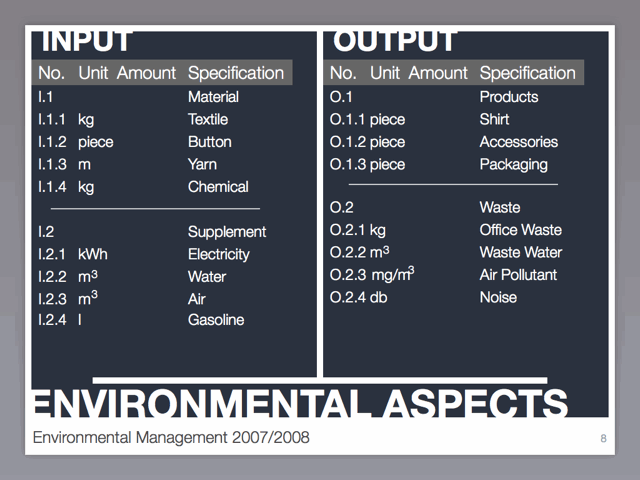 INPUT
No. Unit Amount Specification
I.1 Material
I.1.1 kg Textile
I.1.2 piece Button
I.1.3 m Yarn
I.1.4 kg Chemical
I.2 Supplement
I.2.1 kWh Electricity
I.2.2 m³ Water
I.2.3 m³ Air
I.2.4 l Gasoline
OUTPUT
No. Unit Amount Specification
O.1 Products
O.1.1 piece Shirt
O.1.2 piece Accessories
O.1.3 piece Packaging
O.2 Waste
O.2.1 kg Office Waste
O.2.2 m³ Waste Water
O.2.3 mg/m³ Air Pollutant
O.2.4 db Noise
ENVIRONMENTAL ASPECTS
Environmental Management 2007/2008
8